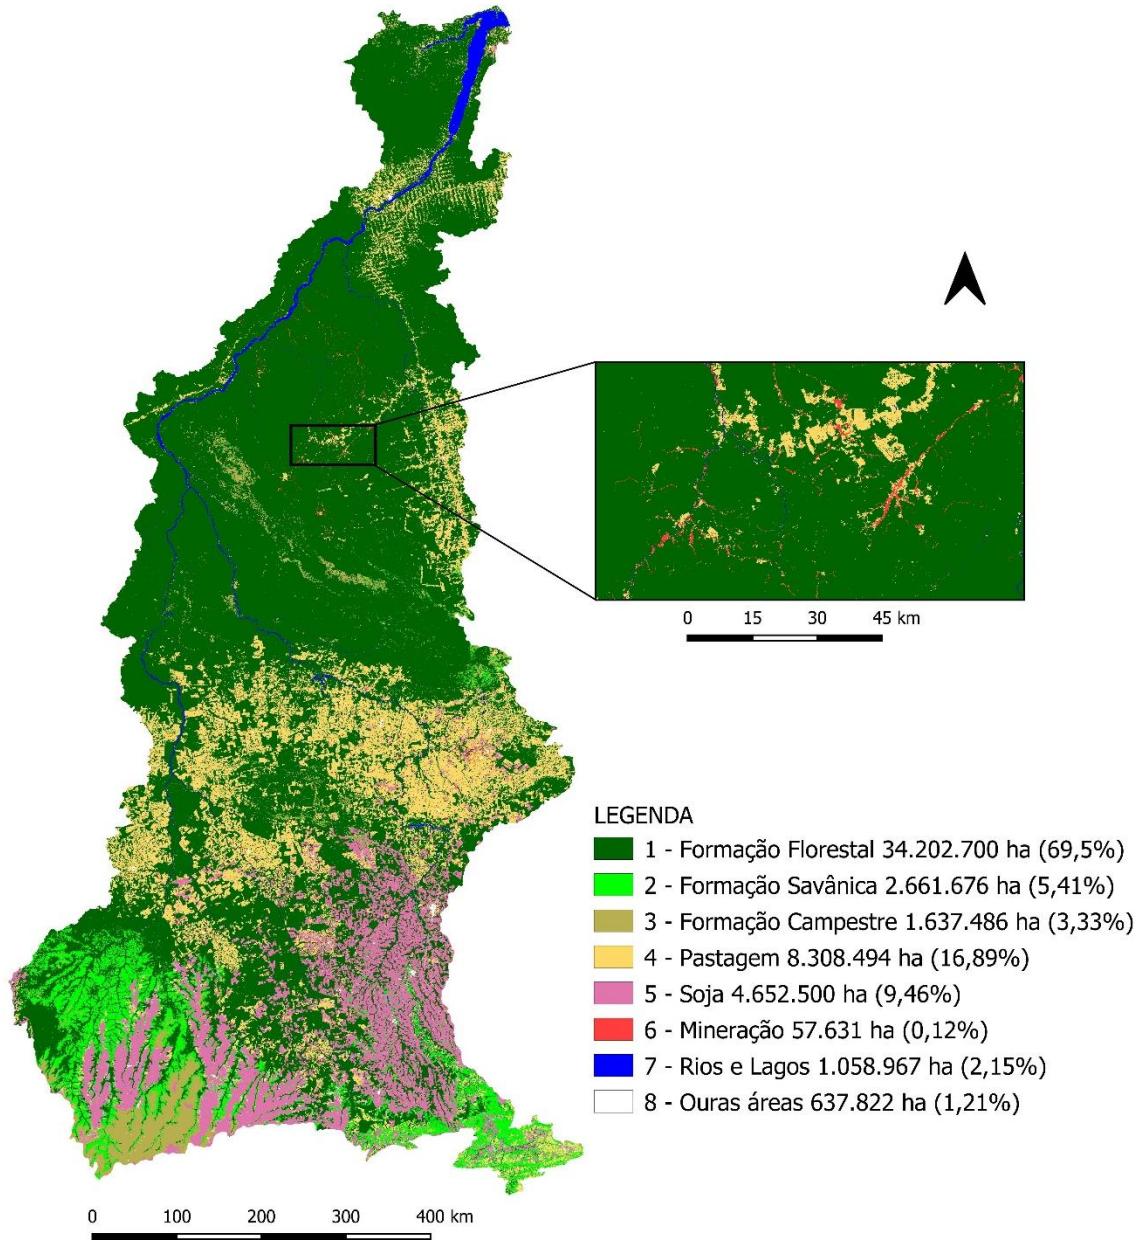 0 15 30 45 km
LEGENDA
1 - Formação Florestal 34.202.700 ha (69,5%)
2 - Formação Savânica 2.661.676 ha (5,41%)
3 - Formação Campestre 1.637.486 ha (3,33%)
4 - Pastagem 8.308.494 ha (16,89%)
5 - Soja 4.652.500 ha (9,46%)
6 - Mineração 57.631 ha (0,12%)
7 - Rios e Lagos 1.058.967 ha (2,15%)
8 - Ouras áreas 637.822 ha (1,21%)
0 100 200 300 400 km